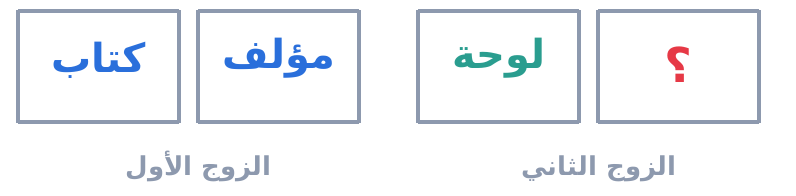 كتاب
مؤلف
لوحة
؟
الزوج الأول
الزوج الثاني